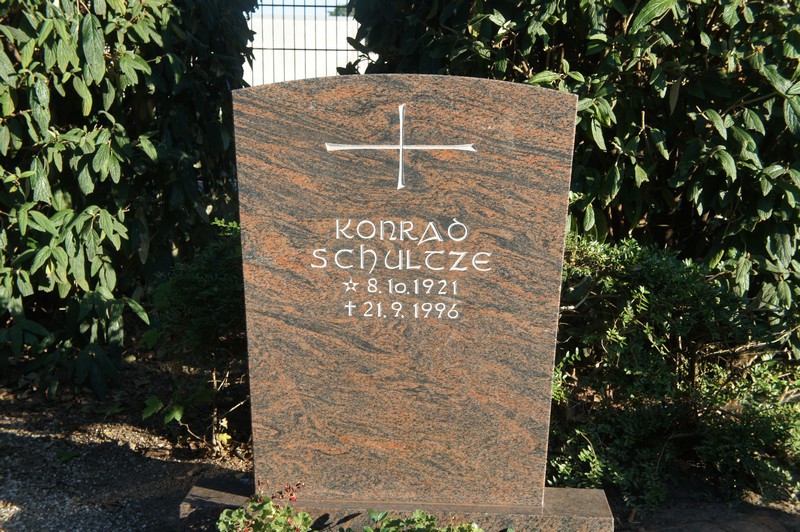 KONRAD
SCHULTZE
☆ 8.10.1921
✝ 21.9.1996